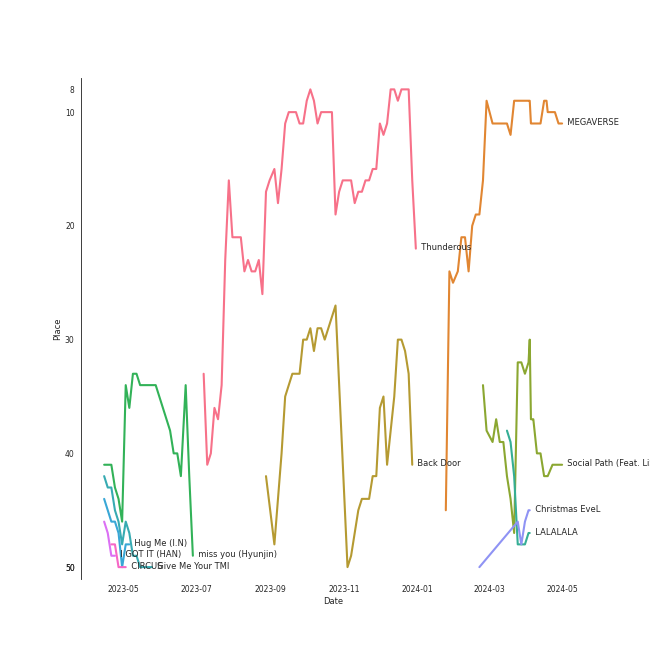 8
10
MEGAVERSE
20
Thunderous
30
Place
40
Back Door
Social Path (Feat. Li
Christmas EveL
LALALALA
Hug Me (I.N)
GOT IT (HAN)
miss you (Hyunjin)
CIRCUS
Give Me Your TMI
50
2023-05
2023-07
2023-09
2023-11
2024-01
2024-03
2024-05
Date